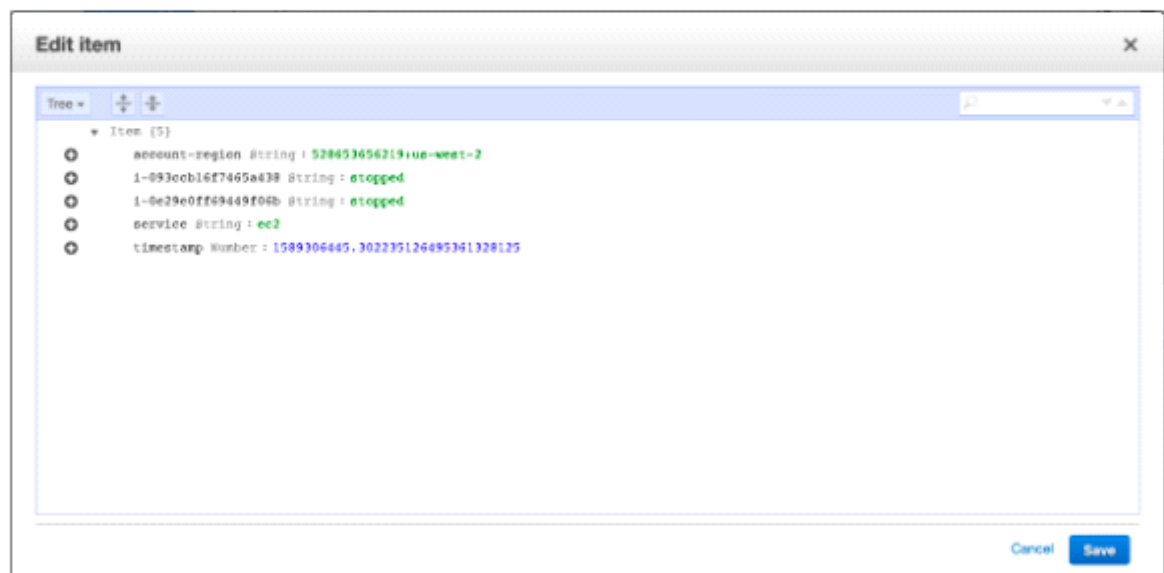 Edit item
Tree
Item {5}
account-region String : 528653656219:us-west-2
i-093ccb16f7465a438 String : stopped
i-0e29e0ff69449f06b String : stopped
service String : ec2
timestamp Number : 1589306445.302235126495361328125
Cancel Save